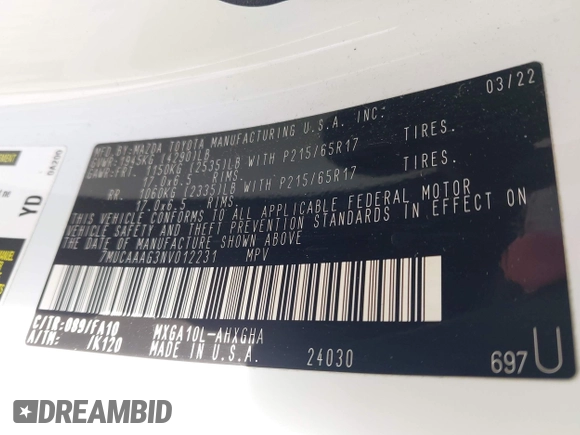 03/22
MFD.BY-MAZDA TOYOTA MANUFACTURING U.S.A. INC:
GVWR: 1945KG (4290)LB
GAWR:FRT. 1150KG (2535)LB WITH P215/65R17 TIRES.
17.0x6.5 RIMS.
RR. 1060KG (2335)LB WITH P215/65R17 TIRES.
17.0x6.5 RIMS.
THIS VEHICLE CONFORMS TO ALL APPLICABLE FEDERAL MOTOR
VEHICLE SAFETY AND THEFT PREVENTION STANDARDS IN EFFECT ON
THE DATE OF MANUFACTURE SHOWN ABOVE
7MUCAAAG3NV012231 MPV
C/TR:089/FA10 MXGA10L-AHXGHA
A/TM: /K120 MADE IN U.S.A. 24030 697U
YD
DREAMBID